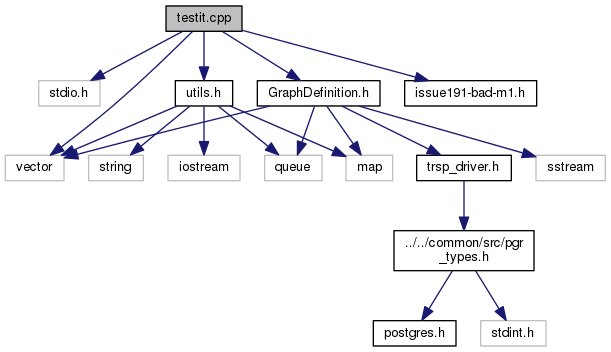 testit.cpp
stdio.h
utils.h
GraphDefinition.h
issue191-bad-m1.h
vector
string
iostream
queue
map
trsp_driver.h
sstream
../../common/src/pgr
_types.h
postgres.h
stdint.h